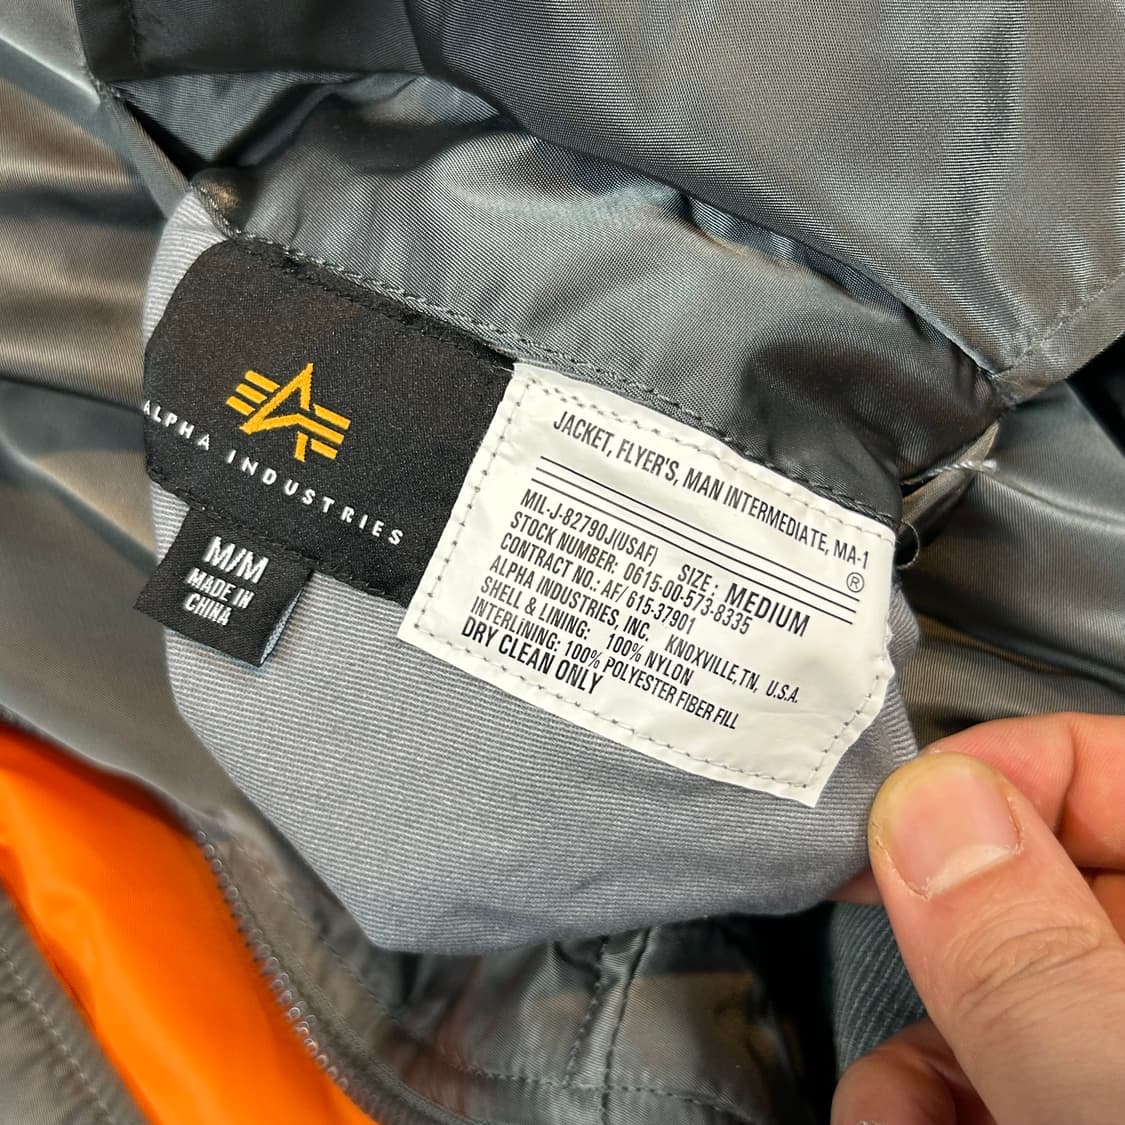 ALPHA INDUSTRIES
M/M
MADE IN
CHINA
JACKET, FLYER'S, MAN INTERMEDIATE, MA-1
®
MIL-J-82790J(USAF) SIZE: MEDIUM
STOCK NUMBER: 0615-00-573-8335
CONTRACT NO.: AF/615-37901
ALPHA INDUSTRIES, INC. KNOXVILLE, TN, U.S.A.
SHELL & LINING: 100% NYLON
INTERLINING: 100% POLYESTER FIBER FILL
DRY CLEAN ONLY